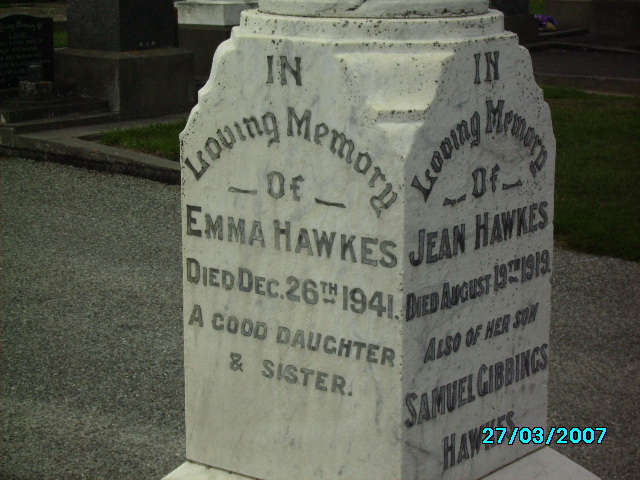 IN
Loving Memory
Of
EMMA HAWKES
DIED DEC. 26TH 1941.
A GOOD DAUGHTER
& SISTER.
IN
Loving Memory
Of
JEAN HAWKES
DIED AUGUST 19TH 1919.
ALSO OF HER SON
SAMUEL GIBBINGS
HAWKES
27/03/2007